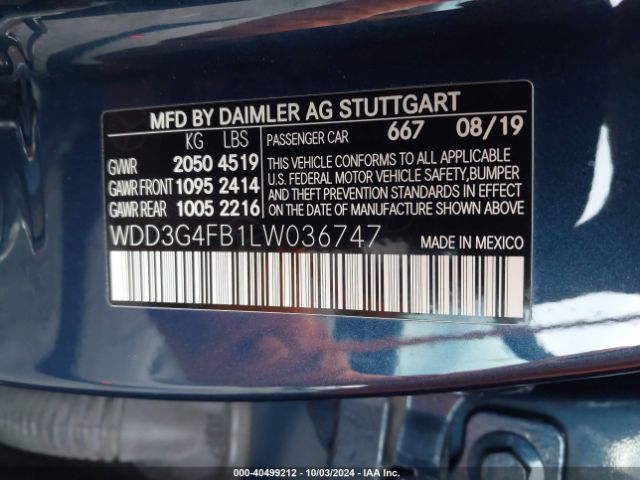 MFD BY DAIMLER AG STUTTGART
KG LBS
PASSENGER CAR 667 08/19
GVWR 2050 4519
GAWR FRONT 1095 2414
GAWR REAR 1005 2216
THIS VEHICLE CONFORMS TO ALL APPLICABLE
U.S. FEDERAL MOTOR VEHICLE SAFETY,BUMPER
AND THEFT PREVENTION STANDARDS IN EFFECT
ON THE DATE OF MANUFACTURE SHOWN ABOVE
WDD3G4FB1LW036747
MADE IN MEXICO
000-40499212 - 10/03/2024 - IAA Inc.